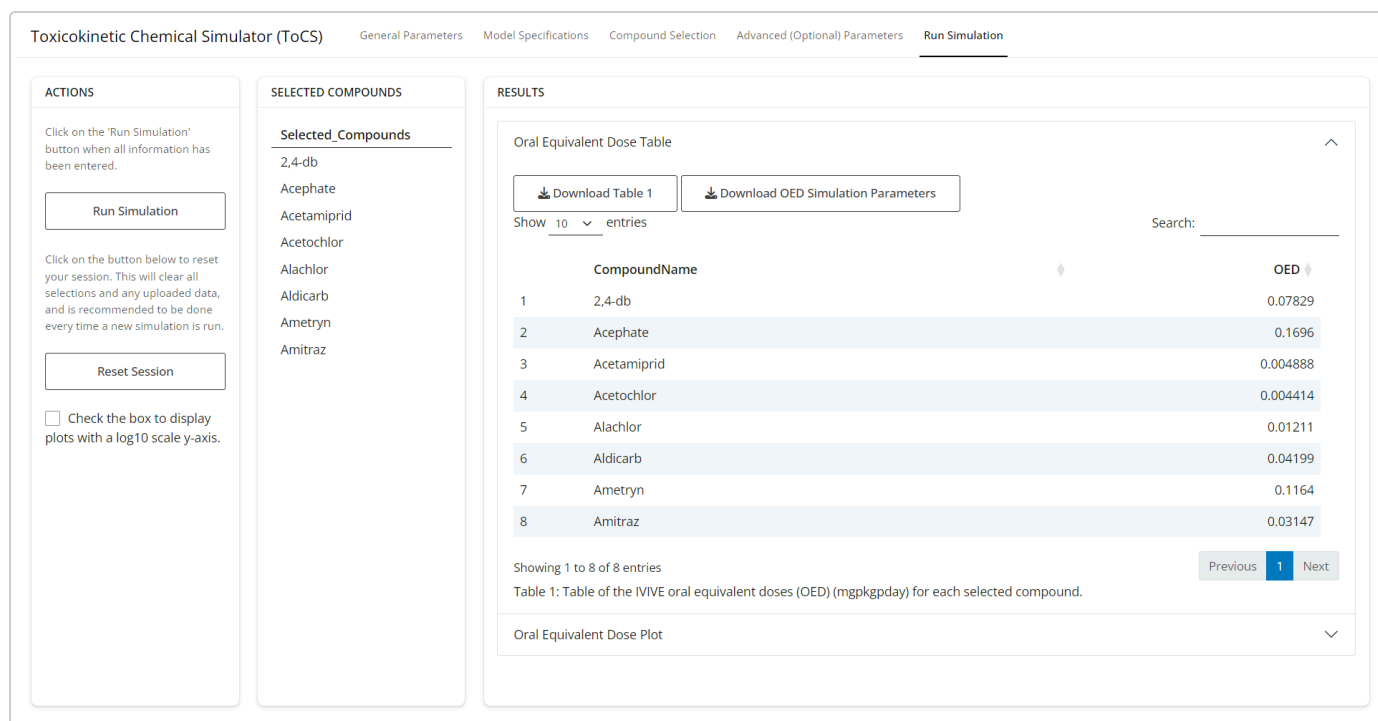 Toxicokinetic Chemical Simulator (ToCS)
General Parameters
Model Specifications
Compound Selection
Advanced (Optional) Parameters
Run Simulation
ACTIONS
Click on the 'Run Simulation'
button when all information has
been entered.
Run Simulation
Click on the button below to reset
your session. This will clear all
selections and any uploaded data,
and is recommended to be done
every time a new simulation is run.
Reset Session
Check the box to display
plots with a log10 scale y-axis.
SELECTED COMPOUNDS
Selected_Compounds
2,4-db
Acephate
Acetamiprid
Acetochlor
Alachlor
Aldicarb
Ametryn
Amitraz
RESULTS
Oral Equivalent Dose Table
Download Table 1
Download OED Simulation Parameters
Show 10 entries
Search:
CompoundName OED
1 2,4-db 0.07829
2 Acephate 0.1696
3 Acetamiprid 0.004888
4 Acetochlor 0.004414
5 Alachlor 0.01211
6 Aldicarb 0.04199
7 Ametryn 0.1164
8 Amitraz 0.03147
Showing 1 to 8 of 8 entries
Previous 1 Next
Table 1: Table of the IVIVE oral equivalent doses (OED) (mgpkgpday) for each selected compound.
Oral Equivalent Dose Plot